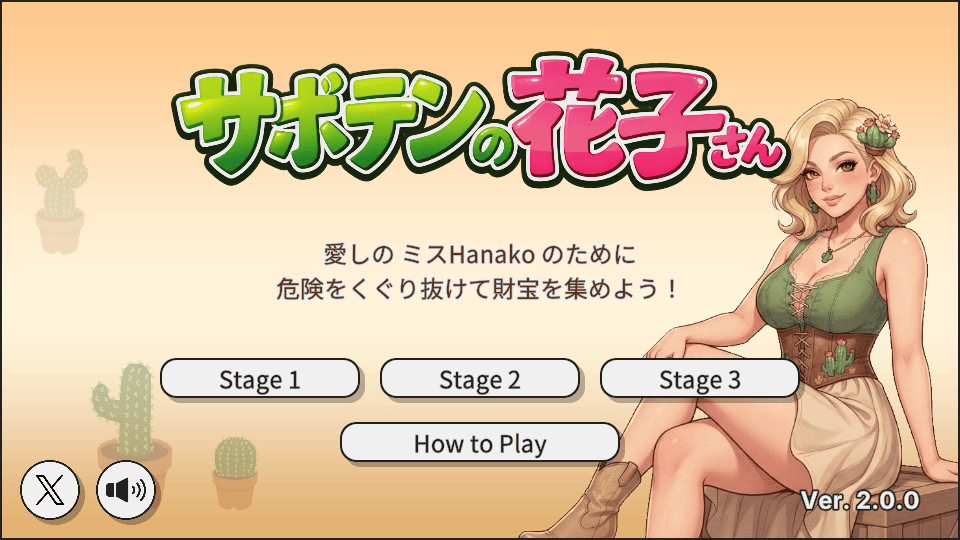 サボテンの花子さん
愛しの ミスHanako のために
危険をくぐり抜けて財宝を集めよう！
Stage 1
Stage 2
Stage 3
How to Play
X
Ver. 2.0.0